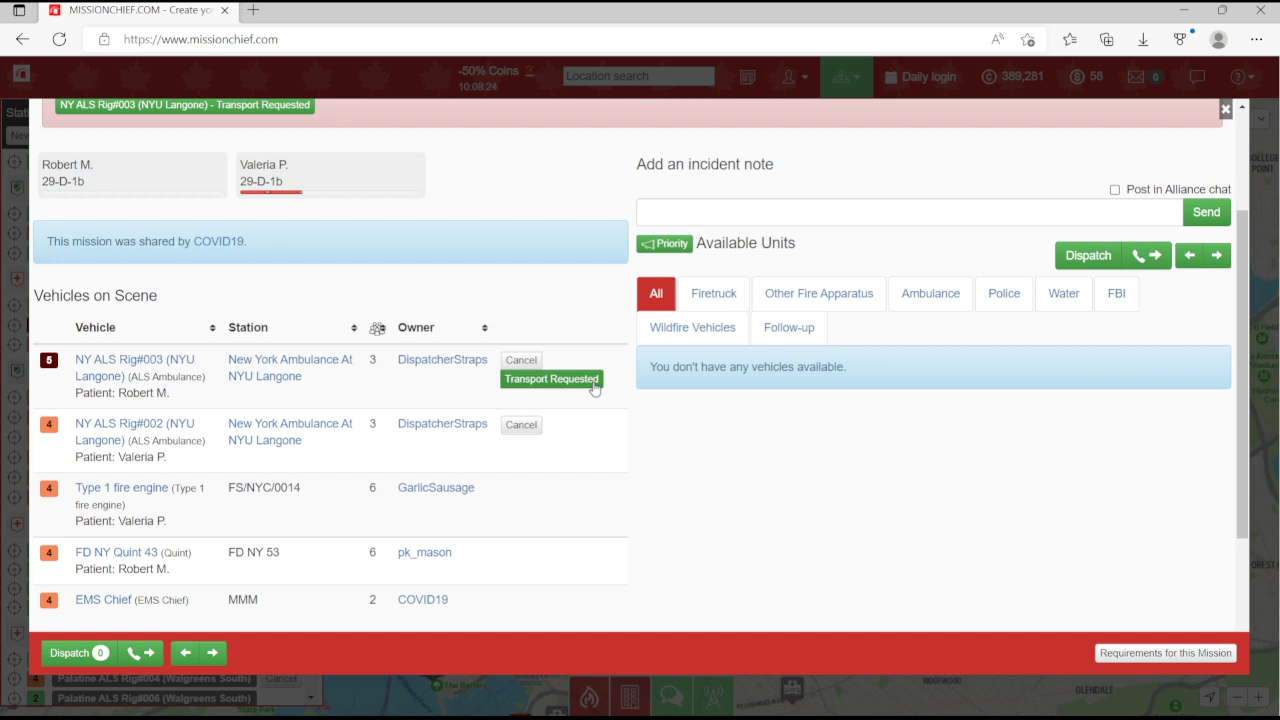 MISSIONCHIEF.COM - Create yo
https://www.missionchief.com
-50% Coins
10:08:24
Location search
Daily login
389,281
58
0
NY ALS Rig#003 (NYU Langone) - Transport Requested
Robert M.
29-D-1b
Valeria P.
29-D-1b
This mission was shared by COVID19.
Add an incident note
Post in Alliance chat
Send
Priority Available Units
Dispatch
All Firetruck Other Fire Apparatus Ambulance Police Water FBI
Wildfire Vehicles Follow-up
You don't have any vehicles available.
Vehicles on Scene
Vehicle Station Owner
5 NY ALS Rig#003 (NYU New York Ambulance At 3 DispatcherStraps Cancel
Langone) (ALS Ambulance) NYU Langone Transport Requested
Patient: Robert M.
4 NY ALS Rig#002 (NYU New York Ambulance At 3 DispatcherStraps Cancel
Langone) (ALS Ambulance) NYU Langone
Patient: Valeria P.
4 Type 1 fire engine (Type 1 FS/NYC/0014 6 GarlicSausage
fire engine)
Patient: Valeria P.
4 FD NY Quint 43 (Quint) FD NY 53 6 pk_mason
Patient: Robert M.
4 EMS Chief (EMS Chief) MMM 2 COVID19
Dispatch 0
Requirements for this Mission
4 Palatine ALS Rig#004 (Walgreens South) Cancel
2 Palatine ALS Rig#006 (Walgreens South)
The Battery
RIDGEWOOD
GLENDALE